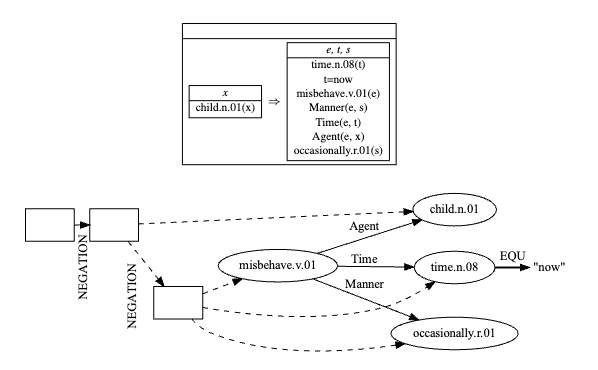 x
child.n.01(x)
⇒
e, t, s
time.n.08(t)
t=now
misbehave.v.01(e)
Manner(e, s)
Time(e, t)
Agent(e, x)
occasionally.r.01(s)
NEGATION
NEGATION
misbehave.v.01
Agent
Time
Manner
child.n.01
time.n.08
EQU
"now"
occasionally.r.01